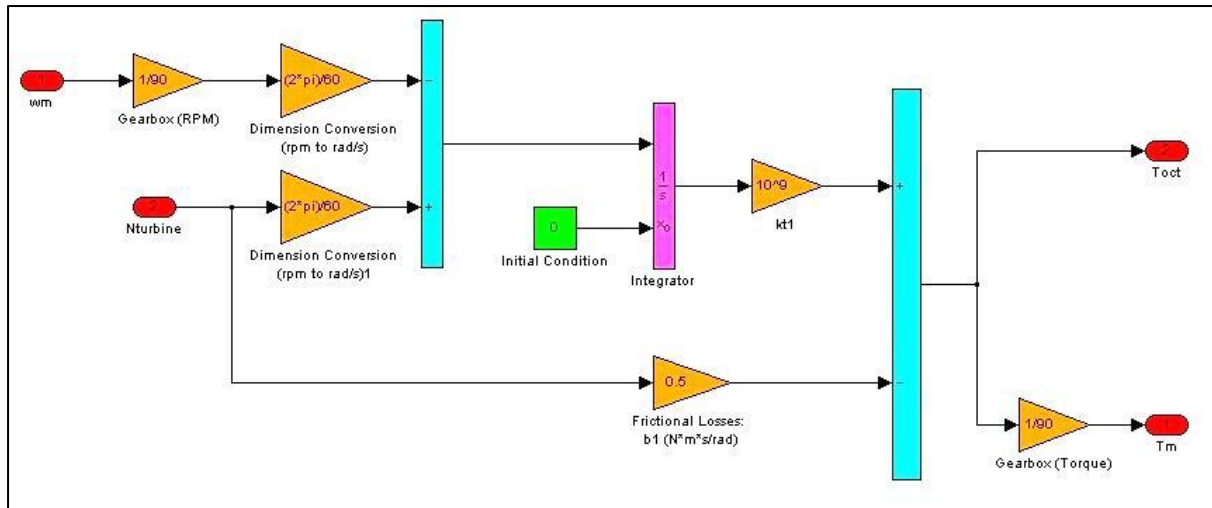 1
wm
1/90
Gearbox (RPM)
(2*pi)/60
Dimension Conversion
(rpm to rad/s)
−
2
Nturbine
(2*pi)/60
Dimension Conversion
(rpm to rad/s)1
+
0
Initial Condition
1
s
xo
Integrator
10^9
kt1
+
0.5
Frictional Losses:
b1 (N*m*s/rad)
−
2
Toct
1/90
Gearbox (Torque)
1
Tm